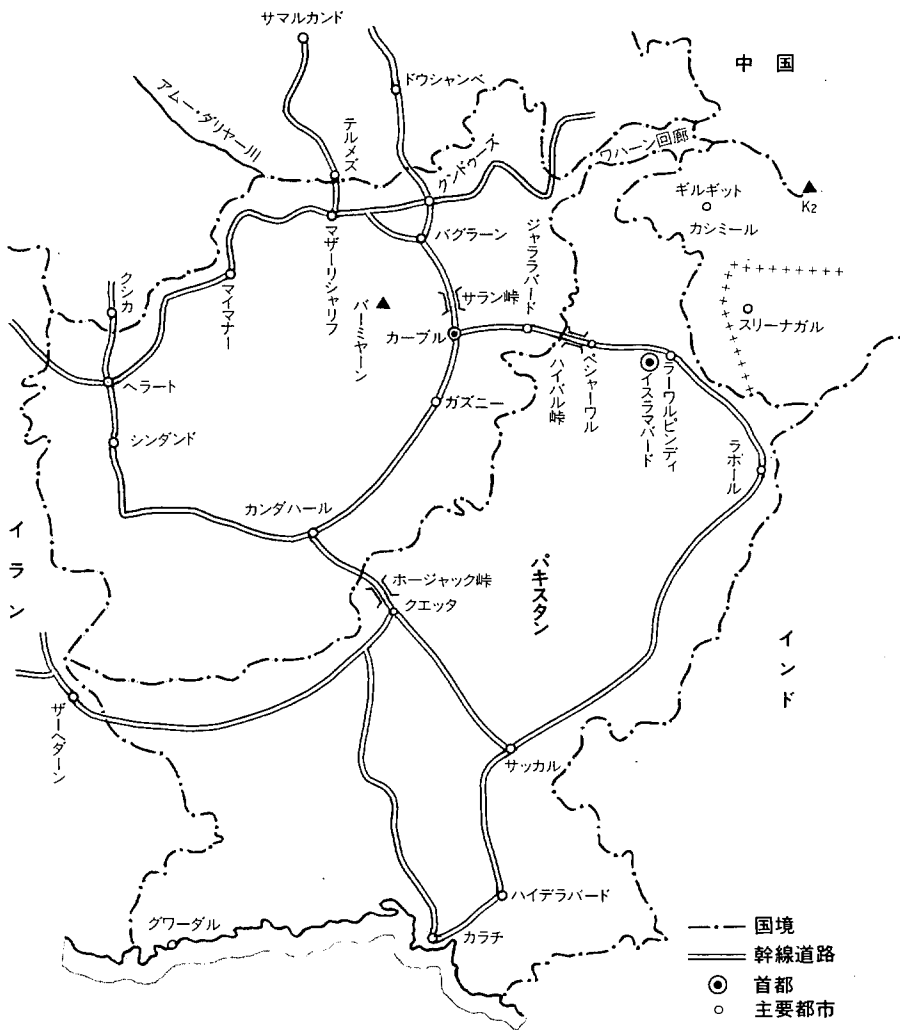 サマルカンド
ドウシャンベ
中国
アムー・ダリヤー川
テルメズ
クンドゥーズ
ワハーン回廊
ギルギット
K2
カシミール
マザーリシャリフ
バグラーン
ジャララバード
クシカ
マイマナー
バーミヤーン
サラン峠
スリーナガル
カーブル
ハイバル峠
ペシャーワル
イスラマバード
ラーワルピンディ
ヘラート
ガズニー
シンダンド
ラホール
カンダハール
イラン
ホージャック峠
クエッタ
パキスタン
インド
ザーヘダーン
サッカル
ハイデラバード
グワーダル
カラチ
国境
幹線道路
首都
主要都市